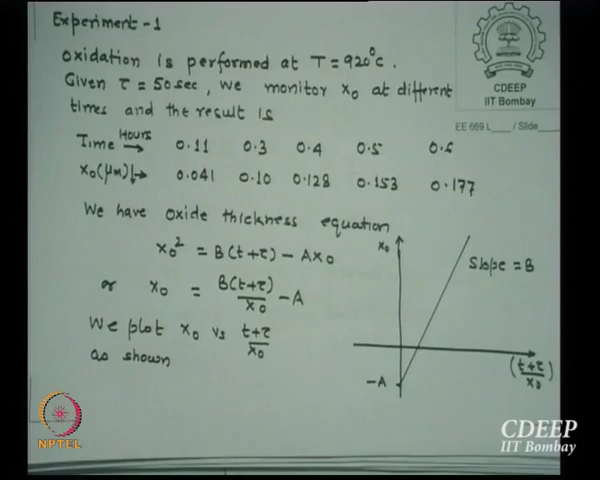 Experiment-1
Oxidation is performed at T = 920°C.
Given τ = 50 sec, we monitor x₀ at different
times and the result is
Time Hours → 0.11 0.3 0.4 0.5
x₀(μm)↓→ 0.041 0.10 0.128 0.153 0.177
We have oxide thickness equation
x₀² = B(t+τ) − Ax₀
or x₀ = B(t+τ)/x₀ − A
We plot x₀ vs (t+τ)/x₀
as shown
x₀
Slope = B
−A
((t+τ)/x₀)
CDEEP
IIT Bombay
EE 669 L___ / Slide___
NPTEL
CDEEP
IIT Bombay